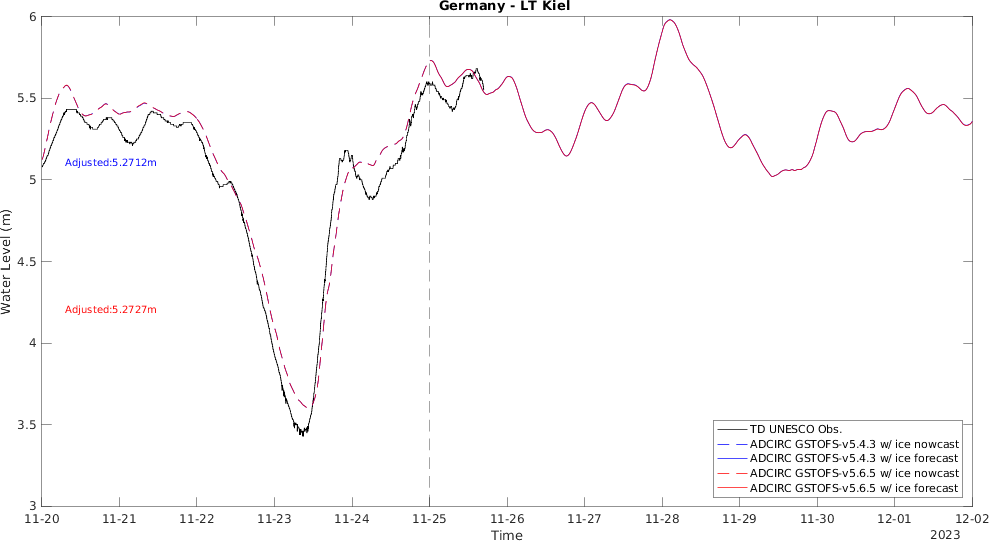 Germany - LT Kiel
6
5.5
5
4.5
4
3.5
3
Water Level (m)
Adjusted:5.2712m
Adjusted:5.2727m
TD UNESCO Obs.
ADCIRC GSTOFS-v5.4.3 w/ ice nowcast
ADCIRC GSTOFS-v5.4.3 w/ ice forecast
ADCIRC GSTOFS-v5.6.5 w/ ice nowcast
ADCIRC GSTOFS-v5.6.5 w/ ice forecast
11-20 11-21 11-22 11-23 11-24 11-25 11-26 11-27 11-28 11-29 11-30 12-01 12-02
Time
2023